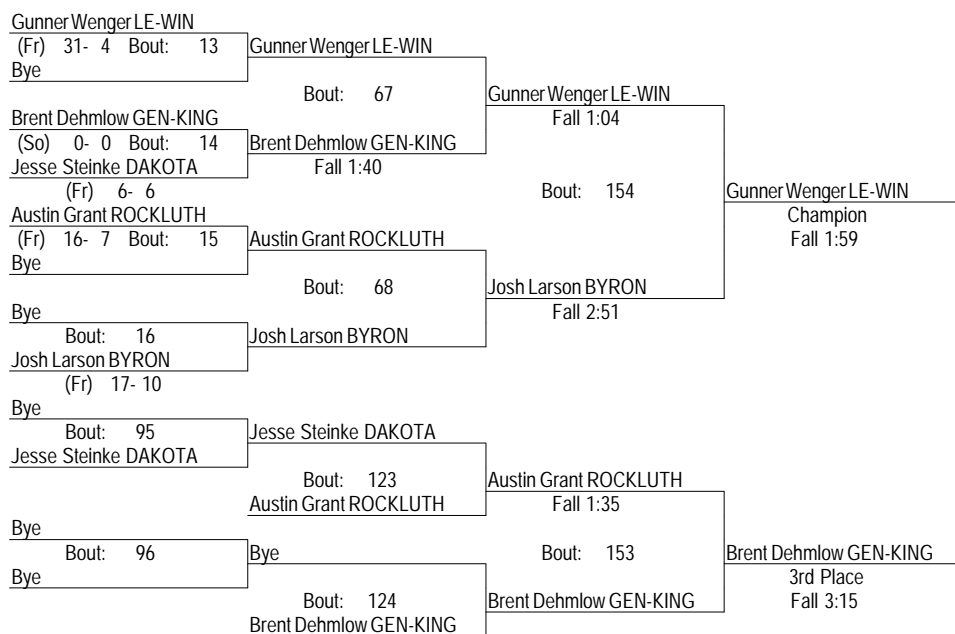 Gunner Wenger LE-WIN
(Fr) 31- 4 Bout: 13 Gunner Wenger LE-WIN
Bye
Bout: 67 Gunner Wenger LE-WIN
Brent Dehmlow GEN-KING Fall 1:04
(So) 0- 0 Bout: 14 Brent Dehmlow GEN-KING
Jesse Steinke DAKOTA Fall 1:40
(Fr) 6- 6 Bout: 154 Gunner Wenger LE-WIN
Austin Grant ROCKLUTH Champion
(Fr) 16- 7 Bout: 15 Austin Grant ROCKLUTH Fall 1:59
Bye
Bout: 68 Josh Larson BYRON
Bye Fall 2:51
Bout: 16 Josh Larson BYRON
Josh Larson BYRON
(Fr) 17- 10
Bye
Bout: 95 Jesse Steinke DAKOTA
Jesse Steinke DAKOTA
Bout: 123 Austin Grant ROCKLUTH
Austin Grant ROCKLUTH Fall 1:35
Bye
Bout: 96 Bye Bout: 153 Brent Dehmlow GEN-KING
Bye 3rd Place
Bout: 124 Brent Dehmlow GEN-KING Fall 3:15
Brent Dehmlow GEN-KING